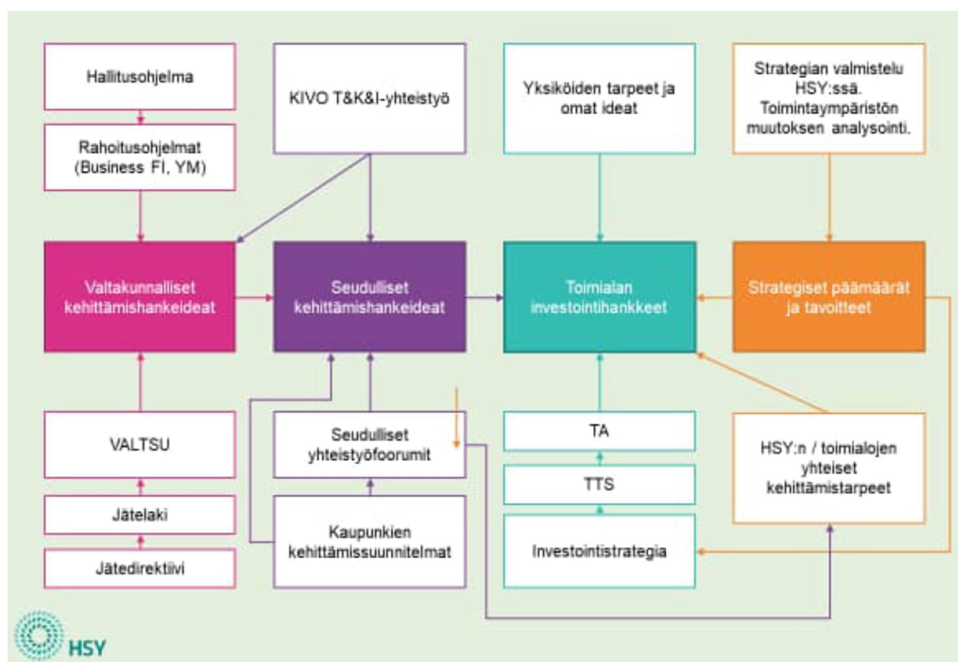 Hallitusohjelma
Rahoitusohjelmat
(Business FI, YM)
KIVO T&K&I-yhteistyö
Yksiköiden tarpeet ja
omat ideat
Strategian valmistelu
HSY:ssä.
Toimintaympäristön
muutoksen analysointi.
Valtakunnalliset
kehittämishankeideat
Seudulliset
kehittämishankeideat
Toimialan
investointihankkeet
Strategiset päämäärät
ja tavoitteet
VALTSU
Jätelaki
Jätedirektiivi
Seudulliset
yhteistyöfoorumit
Kaupunkien
kehittämissuunnitelmat
TA
TTS
Investointistrategia
HSY:n / toimialojen
yhteiset
kehittämistarpeet
HSY